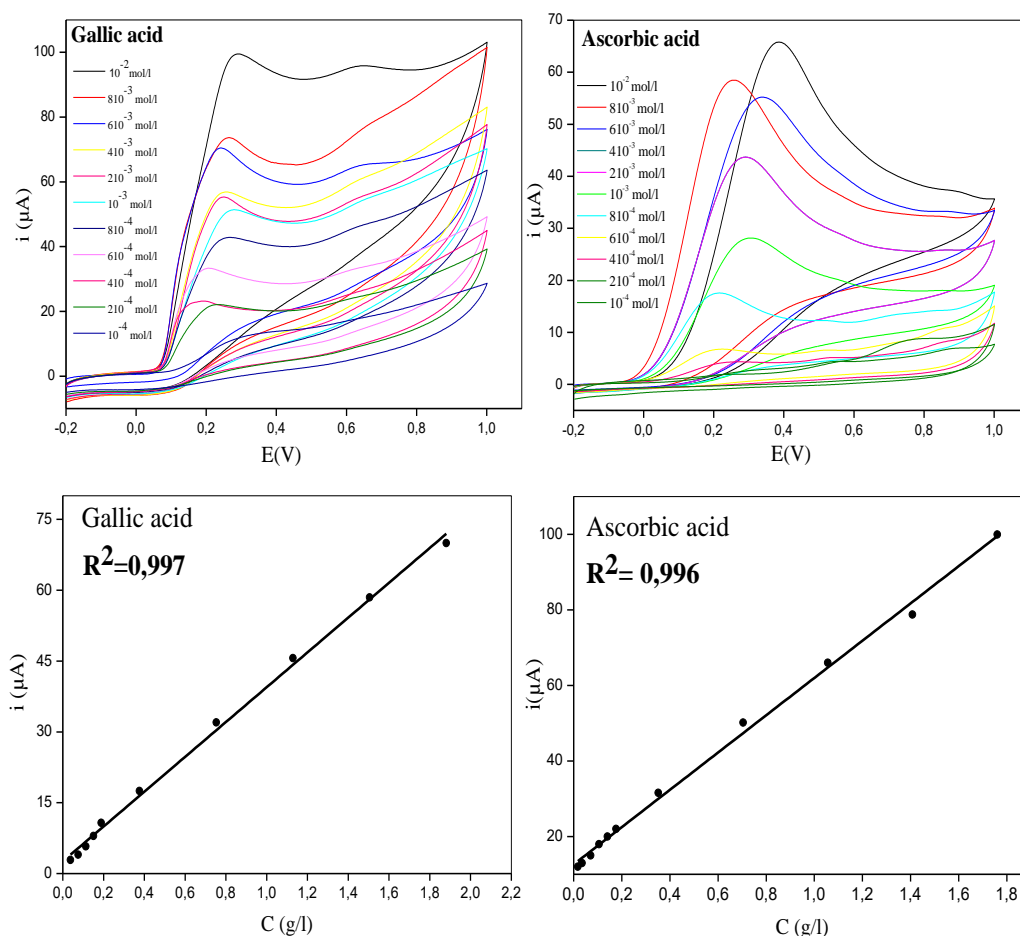 Gallic acid
10⁻² mol/l
810⁻³ mol/l
610⁻³ mol/l
410⁻³ mol/l
210⁻³ mol/l
10⁻³ mol/l
810⁻⁴ mol/l
610⁻⁴ mol/l
410⁻⁴ mol/l
210⁻⁴ mol/l
10⁻⁴ mol/l
100
80
60
40
20
0
i (µA)
-0,2 0,0 0,2 0,4 0,6 0,8 1,0
E(V)
Ascorbic acid
10⁻² mol/l
810⁻³ mol/l
610⁻³ mol/l
410⁻³ mol/l
210⁻³ mol/l
10⁻³ mol/l
810⁻⁴ mol/l
610⁻⁴ mol/l
410⁻⁴ mol/l
210⁻⁴ mol/l
10⁻⁴ mol/l
70
60
50
40
30
20
10
0
i (µA)
-0,2 0,0 0,2 0,4 0,6 0,8 1,0
E(V)
Gallic acid
R²=0,997
75
60
45
30
15
0
i (µA)
0,0 0,2 0,4 0,6 0,8 1,0 1,2 1,4 1,6 1,8 2,0 2,2
C (g/l)
Ascorbic acid
R²= 0,996
100
80
60
40
20
i(µA)
0,0 0,2 0,4 0,6 0,8 1,0 1,2 1,4 1,6 1,8
C (g/l)